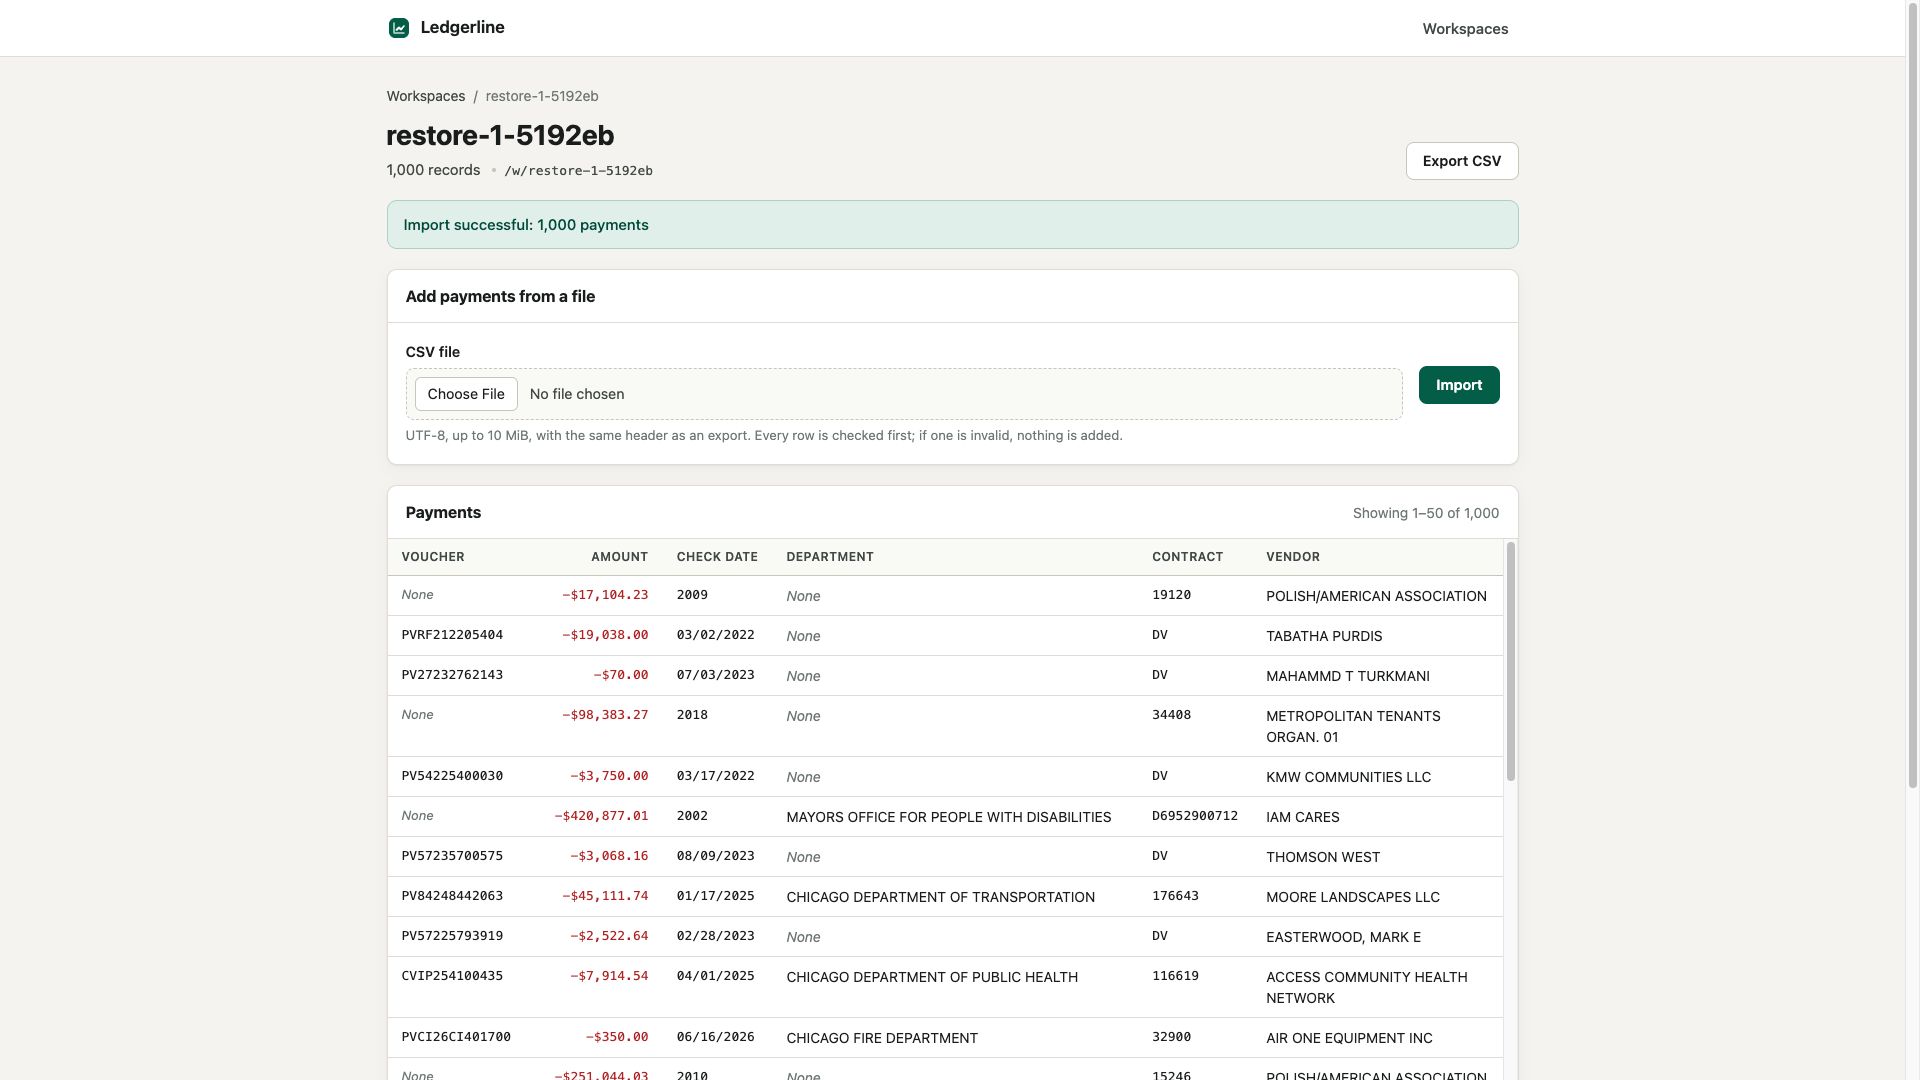 Ledgerline
Workspaces
Workspaces / restore-1-5192eb
restore-1-5192eb
1,000 records • /w/restore-1-5192eb
Export CSV
Import successful: 1,000 payments
Add payments from a file
CSV file
Choose File No file chosen
Import
UTF-8, up to 10 MiB, with the same header as an export. Every row is checked first; if one is invalid, nothing is added.
Payments
Showing 1–50 of 1,000
VOUCHER AMOUNT CHECK DATE DEPARTMENT CONTRACT VENDOR
None −$17,104.23 2009 None 19120 POLISH/AMERICAN ASSOCIATION
PVRF212205404 −$19,038.00 03/02/2022 None DV TABATHA PURDIS
PV27232762143 −$70.00 07/03/2023 None DV MAHAMMD T TURKMANI
None −$98,383.27 2018 None 34408 METROPOLITAN TENANTS
ORGAN. 01
PV54225400030 −$3,750.00 03/17/2022 None DV KMW COMMUNITIES LLC
None −$420,877.01 2002 MAYORS OFFICE FOR PEOPLE WITH DISABILITIES D6952900712 IAM CARES
PV57235700575 −$3,068.16 08/09/2023 None DV THOMSON WEST
PV84248442063 −$45,111.74 01/17/2025 CHICAGO DEPARTMENT OF TRANSPORTATION 176643 MOORE LANDSCAPES LLC
PV57225793919 −$2,522.64 02/28/2023 None DV EASTERWOOD, MARK E
CVIP254100435 −$7,914.54 04/01/2025 CHICAGO DEPARTMENT OF PUBLIC HEALTH 116619 ACCESS COMMUNITY HEALTH
NETWORK
PVCI26CI401700 −$350.00 06/16/2026 CHICAGO FIRE DEPARTMENT 32900 AIR ONE EQUIPMENT INC
None −$251,044.03 2010 None 15246 POLISH/AMERICAN ASSOCIATION